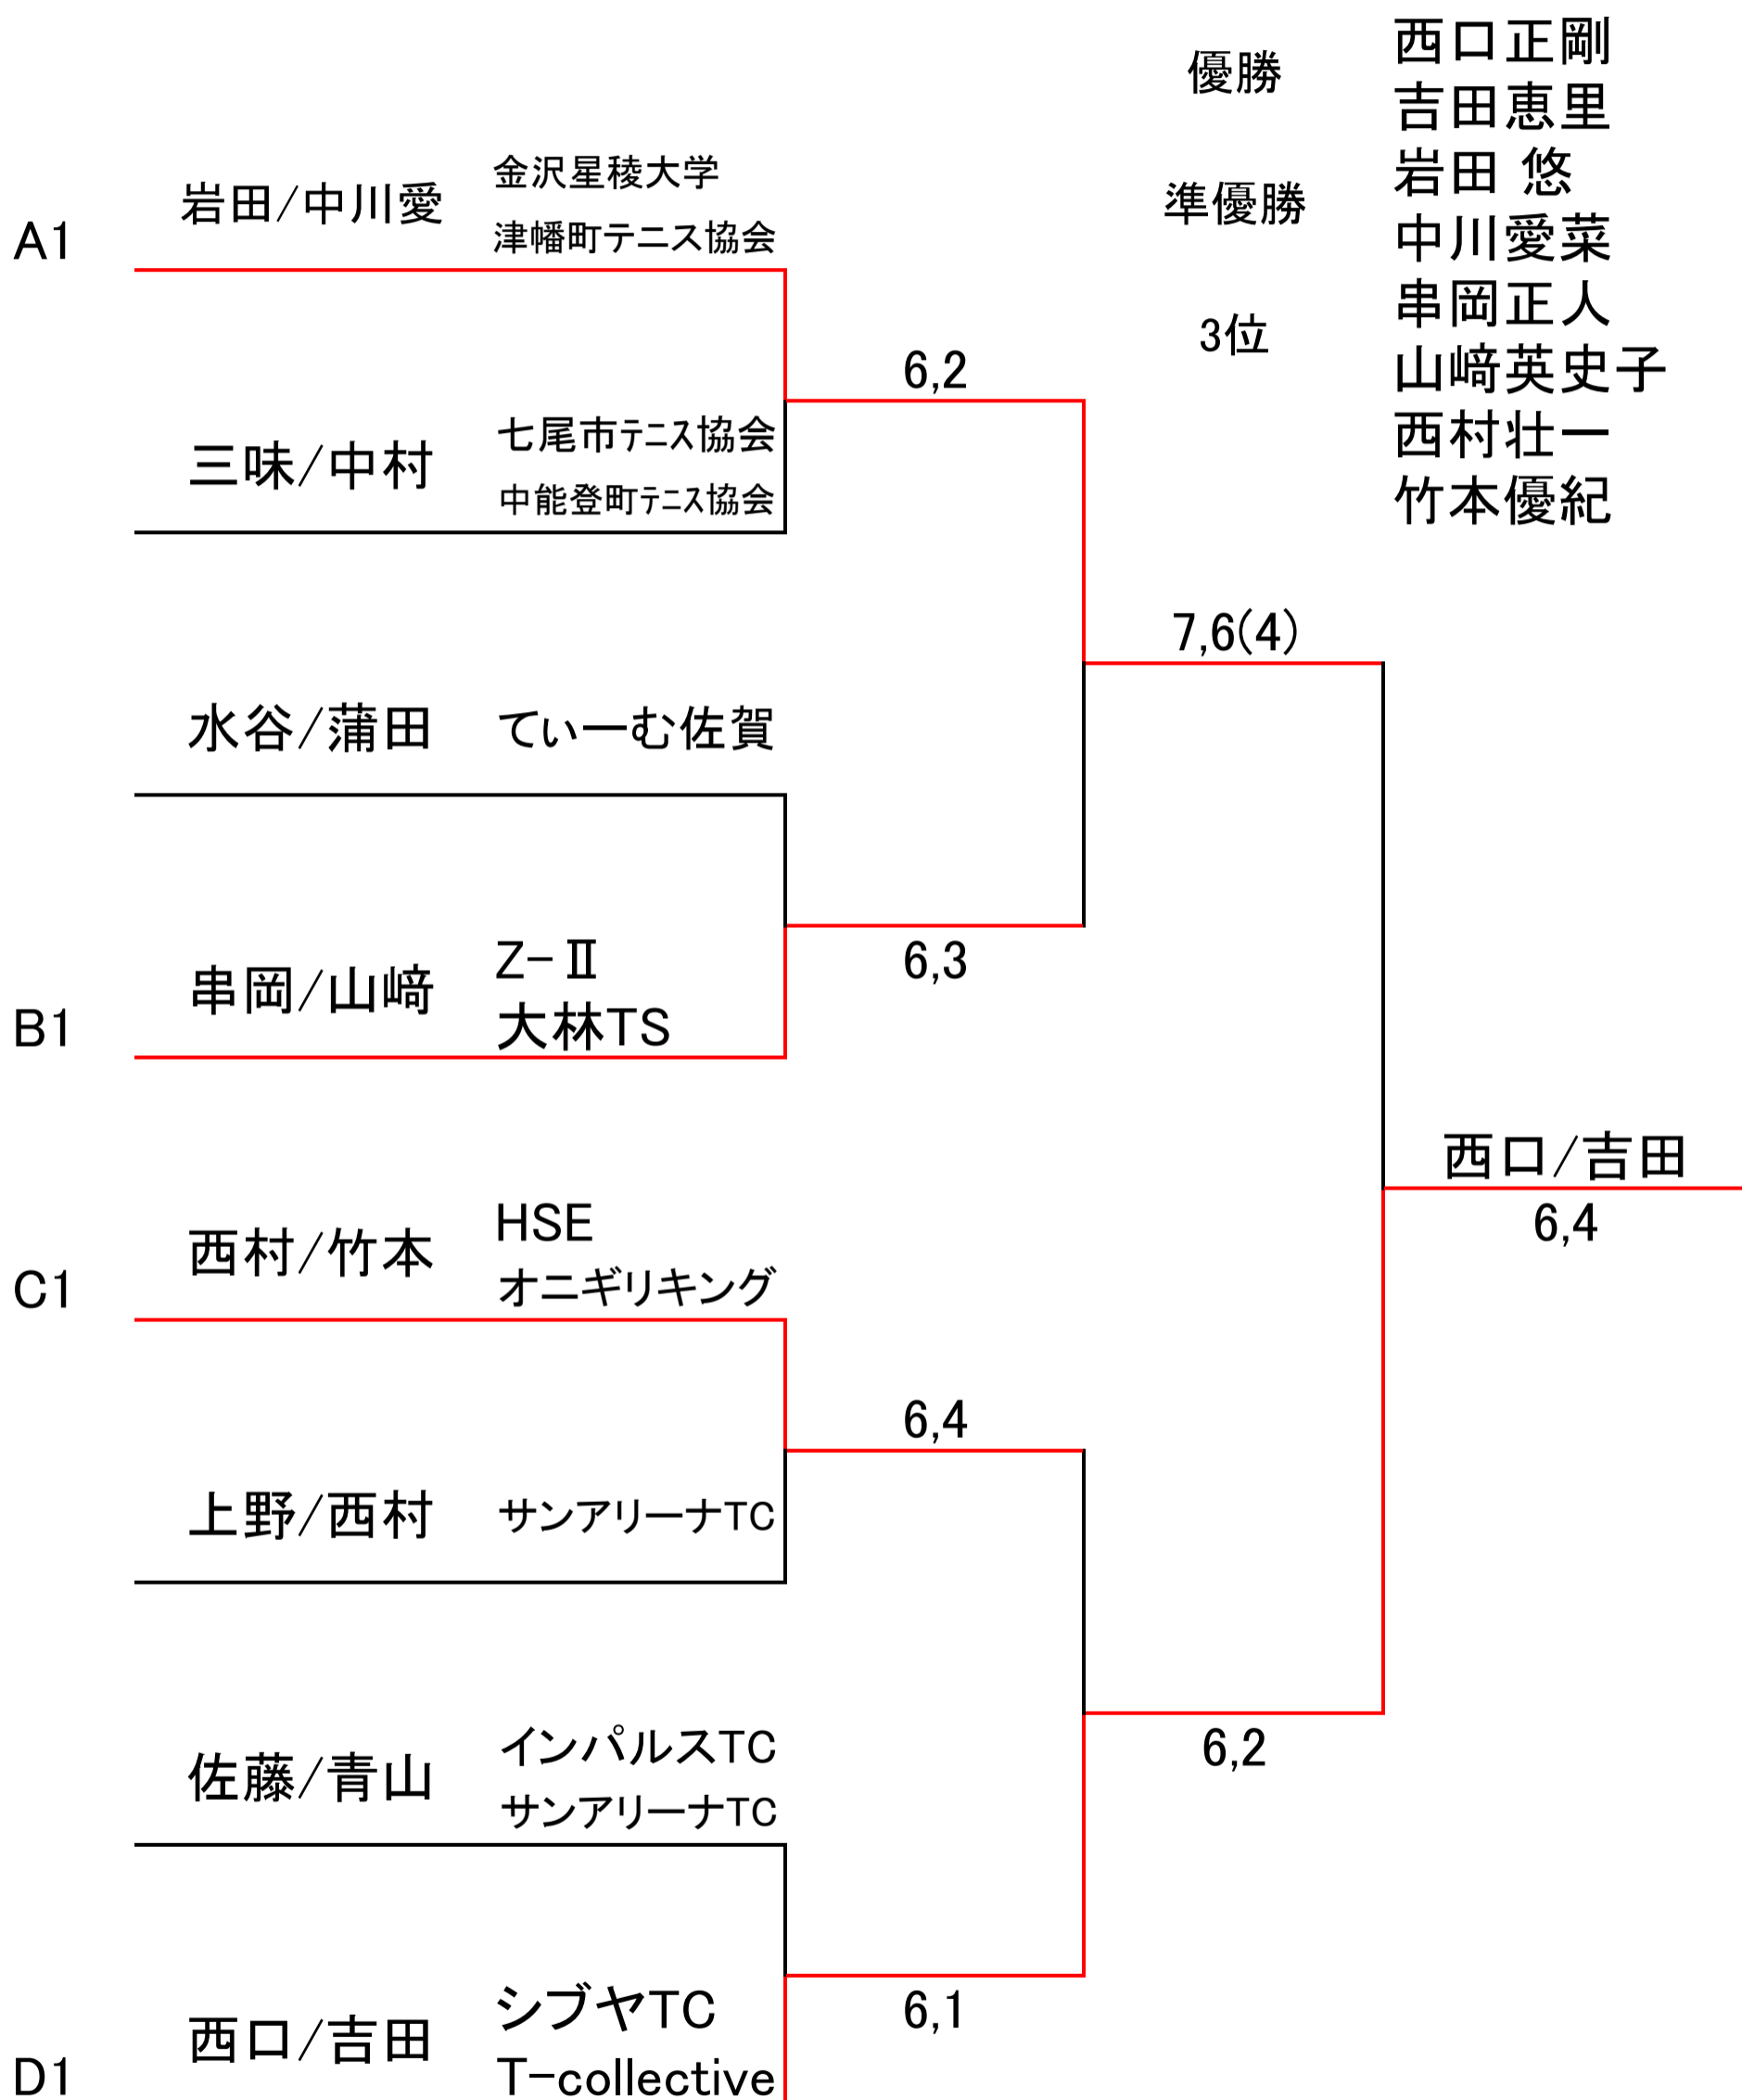 優勝
西口正剛
吉田恵里
準優勝
岩田 悠
中川愛菜
3位
串岡正人
山﨑英史子
西村壮一
竹本優紀
A1
岩田/中川愛
金沢星稜大学
津幡町テニス協会
6,2
三味/中村
七尾市テニス協会
中能登町テニス協会
7,6(4)
水谷/蒲田
てぃーむ佐賀
6,3
B1
串岡/山﨑
Z-Ⅱ
大林TS
西口/吉田
6,4
C1
西村/竹本
HSE
オニギリキング
6,4
上野/西村
サンアリーナTC
6,2
佐藤/青山
インパルスTC
サンアリーナTC
6,1
D1
西口/吉田
シブヤTC
T-collective